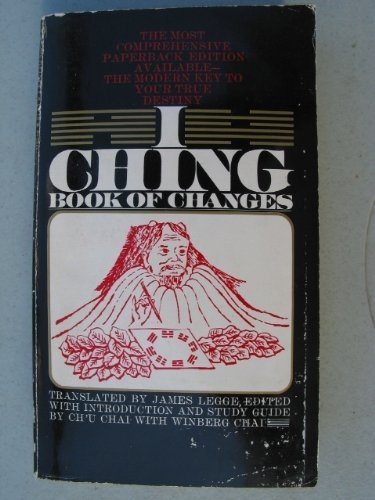 THE MOST
COMPREHENSIVE
PAPERBACK EDITION
AVAILABLE—
THE MODERN KEY TO
YOUR TRUE
DESTINY
I
CHING
BOOK OF CHANGES
TRANSLATED BY JAMES LEGGE, EDITED
WITH INTRODUCTION AND STUDY GUIDE
BY CH'U CHAI WITH WINBERG CHAI